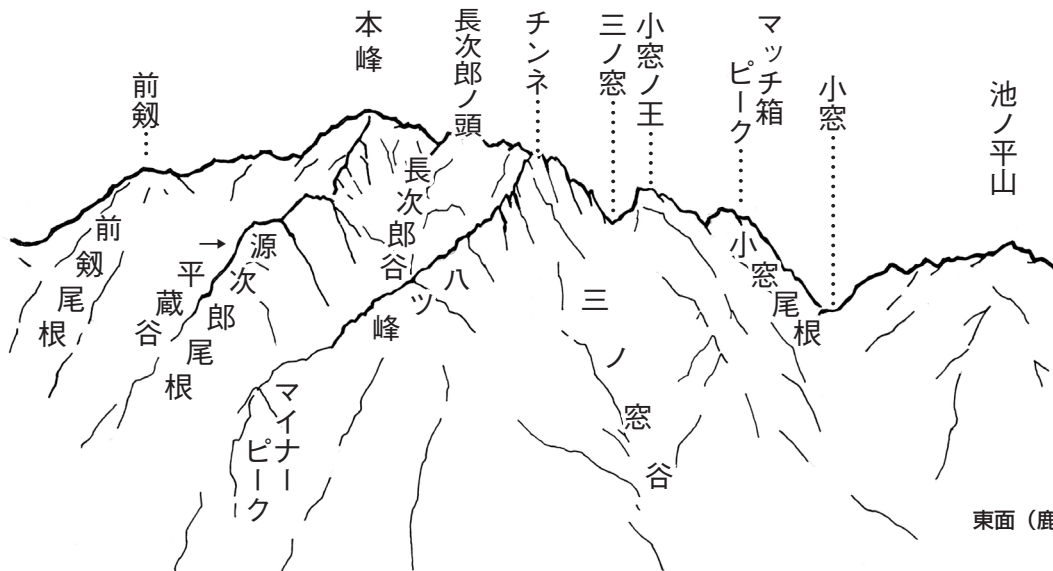 前剱
本峰
長次郎ノ頭
チンネ
三ノ窓
小窓ノ王
マッチ箱
ピーク
小窓
池ノ平山
前剱尾根
平蔵谷
源次郎尾根
長次郎谷
八ツ峰
マイナー
ピーク
三ノ窓谷
小窓尾根
東面（鹿